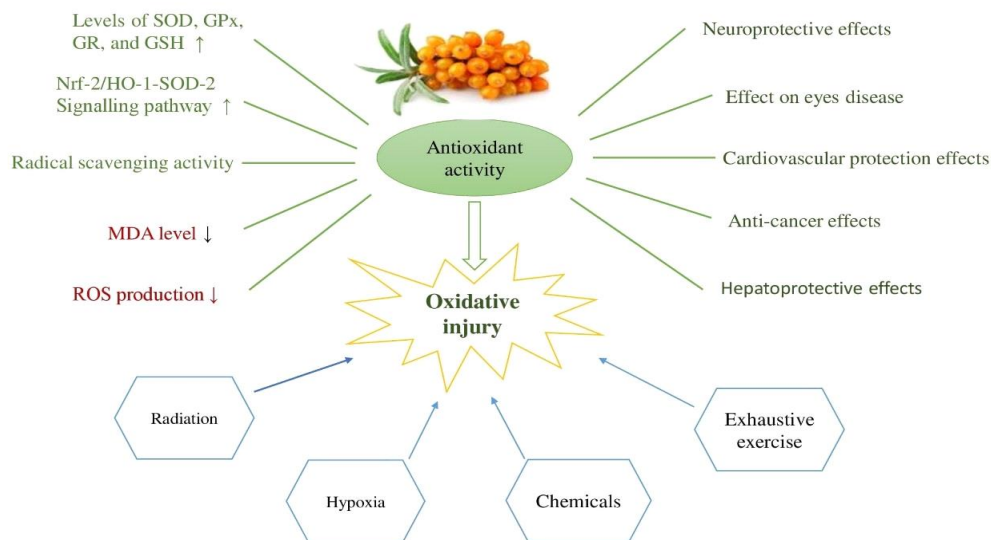 Levels of SOD, GPx,
GR, and GSH ↑
Nrf-2/HO-1-SOD-2
Signalling pathway ↑
Radical scavenging activity
MDA level ↓
ROS production ↓
Antioxidant
activity
Neuroprotective effects
Effect on eyes disease
Cardiovascular protection effects
Anti-cancer effects
Hepatoprotective effects
Oxidative
injury
Radiation
Hypoxia
Chemicals
Exhaustive
exercise